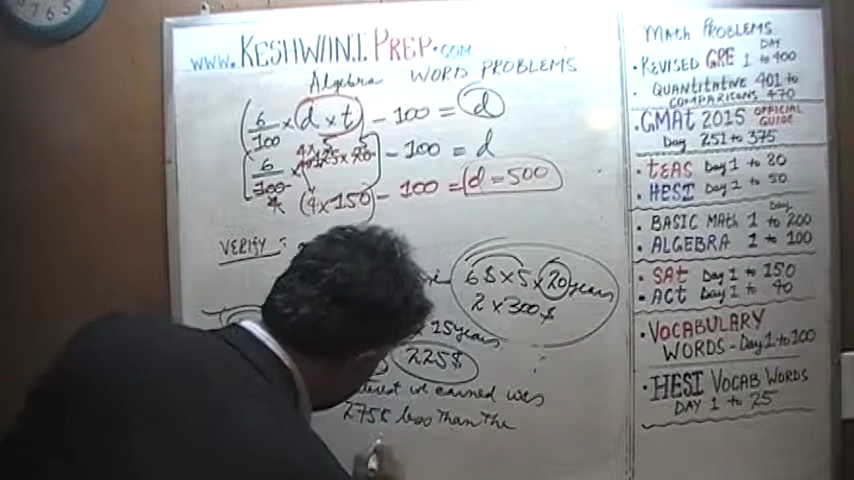 7 6 5
www.KESHWANIPREP.COM
Algebra WORD PROBLEMS
(6/100 × (d × t) - 100 = d
[6/100 × 125 × 20] - 100 = d
4 (4 × 150) - 100 = d = 500
VERIFY :
6$ × 5 × 20 years
2 × 300$
× 25 years
225$
we earned was
275$ less than the
MATH PROBLEMS
• REVISED GRE DAY 1 to 400
• QUANTITATIVE COMPARISONS 401 to 470
• GMAT 2015 OFFICIAL GUIDE
Day 251 to 375
• TEAS Day 1 to 80
• HESI Day 1 to 50
Day
• BASIC MATH 1 to 200
• ALGEBRA 1 to 100
• SAT Day 1 to 150
• ACT Day 1 to 40
• VOCABULARY
WORDS - Day 1 to 100
• HESI VOCAB WORDS
DAY 1 to 25